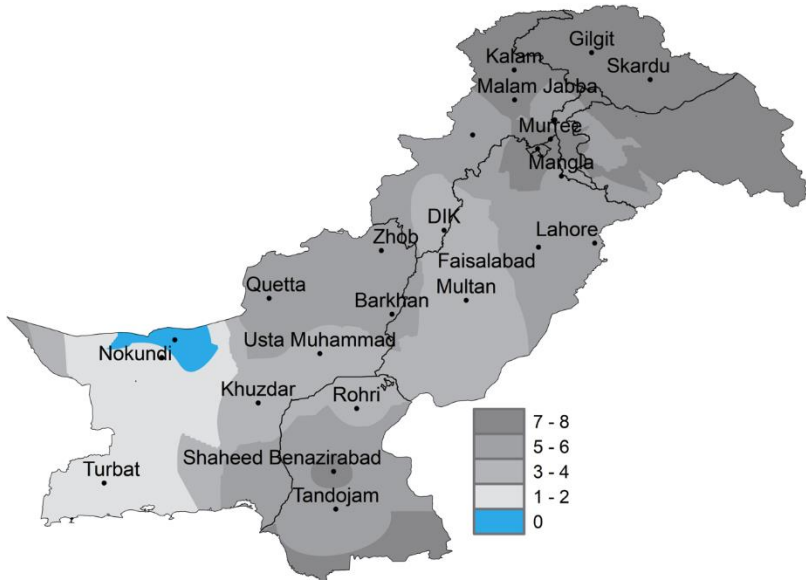 Gilgit
Kalam
Skardu
Malam Jabba
Murree
Mangla
DIK
Lahore
Zhob
Faisalabad
Quetta
Multan
Barkhan
Usta Muhammad
Nokundi
Khuzdar
Rohri
Shaheed Benazirabad
Turbat
Tandojam
7 - 8
5 - 6
3 - 4
1 - 2
0